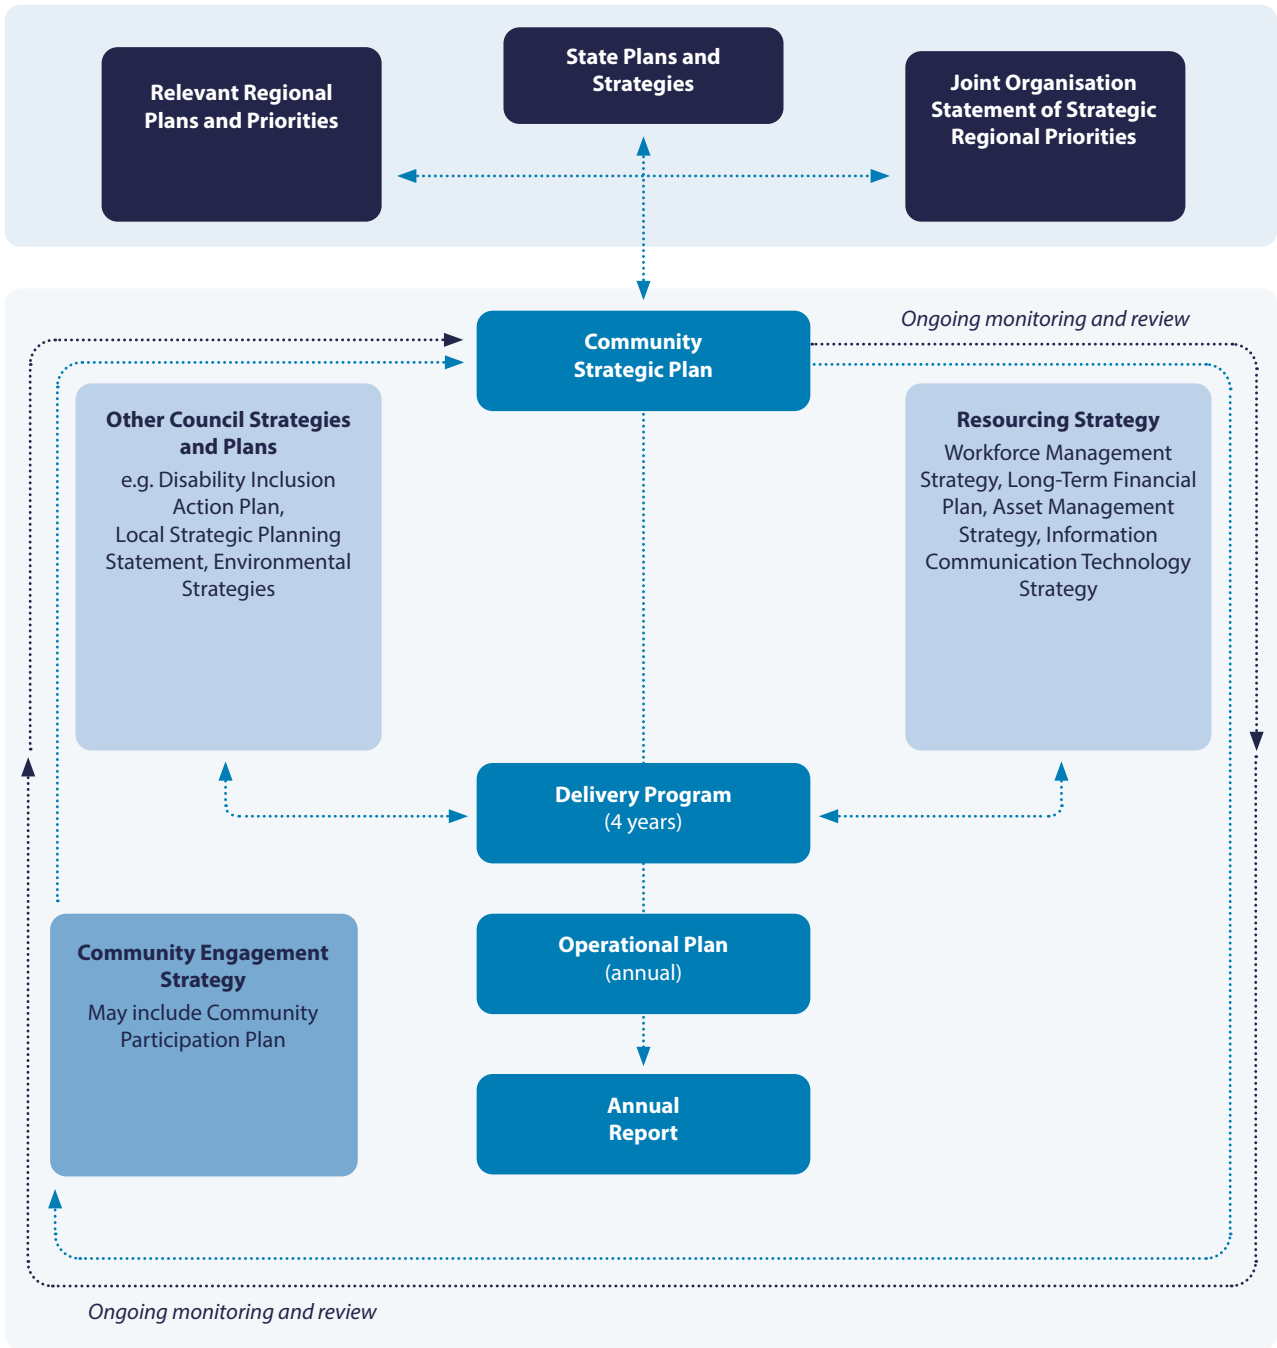 State Plans and
Strategies
Relevant Regional
Plans and Priorities
Joint Organisation
Statement of Strategic
Regional Priorities
Community
Strategic Plan
Ongoing monitoring and review
Other Council Strategies
and Plans
e.g. Disability Inclusion
Action Plan,
Local Strategic Planning
Statement, Environmental
Strategies
Resourcing Strategy
Workforce Management
Strategy, Long-Term Financial
Plan, Asset Management
Strategy, Information
Communication Technology
Strategy
Delivery Program
(4 years)
Community Engagement
Strategy
May include Community
Participation Plan
Operational Plan
(annual)
Annual
Report
Ongoing monitoring and review